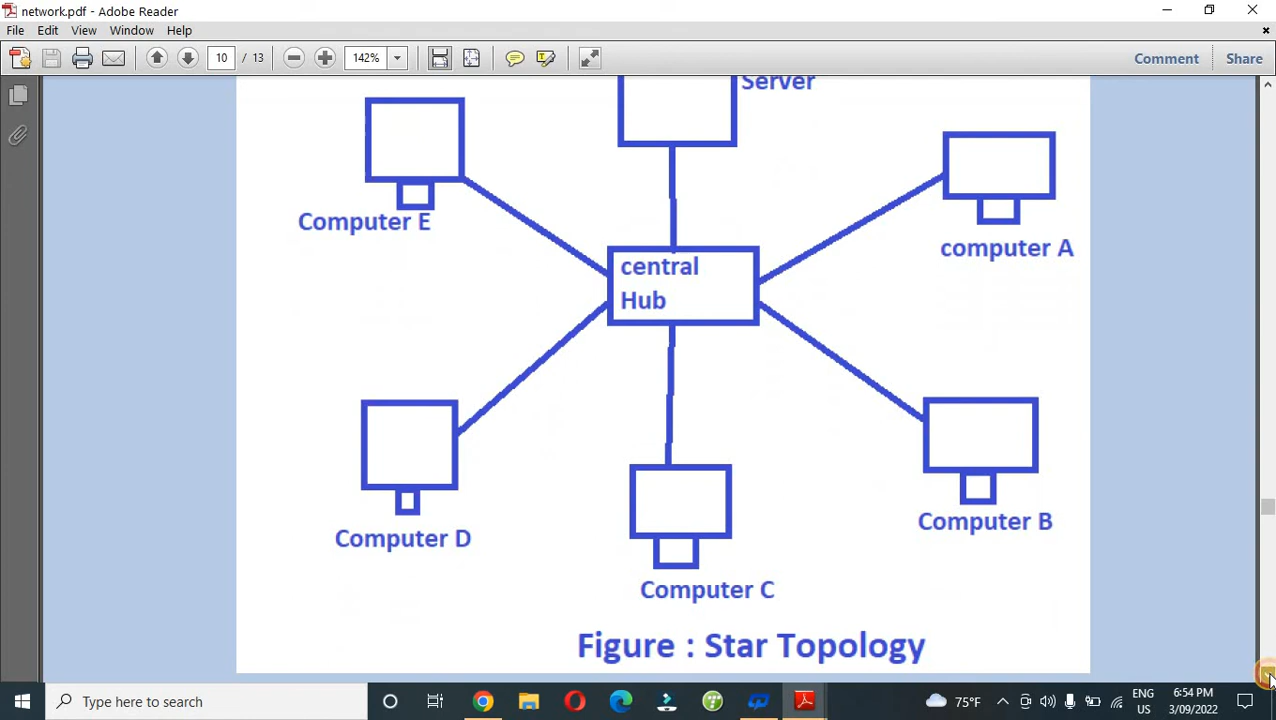 network.pdf - Adobe Reader
File Edit View Window Help
10 / 13 142% Comment Share
Server
Computer E
computer A
central
Hub
Computer D
Computer B
Computer C
Figure : Star Topology
Type here to search
75°F
ENG
US
6:54 PM
3/09/2022